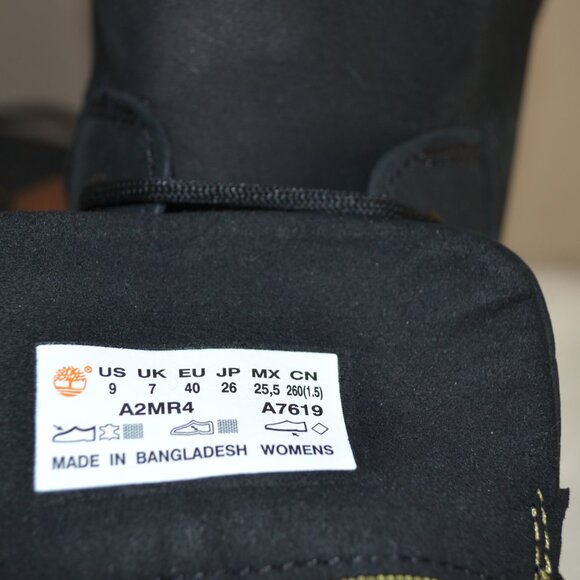 ® US UK EU JP MX CN
9 7 40 26 25,5 260(1.5)
A2MR4 A7619
MADE IN BANGLADESH WOMENS